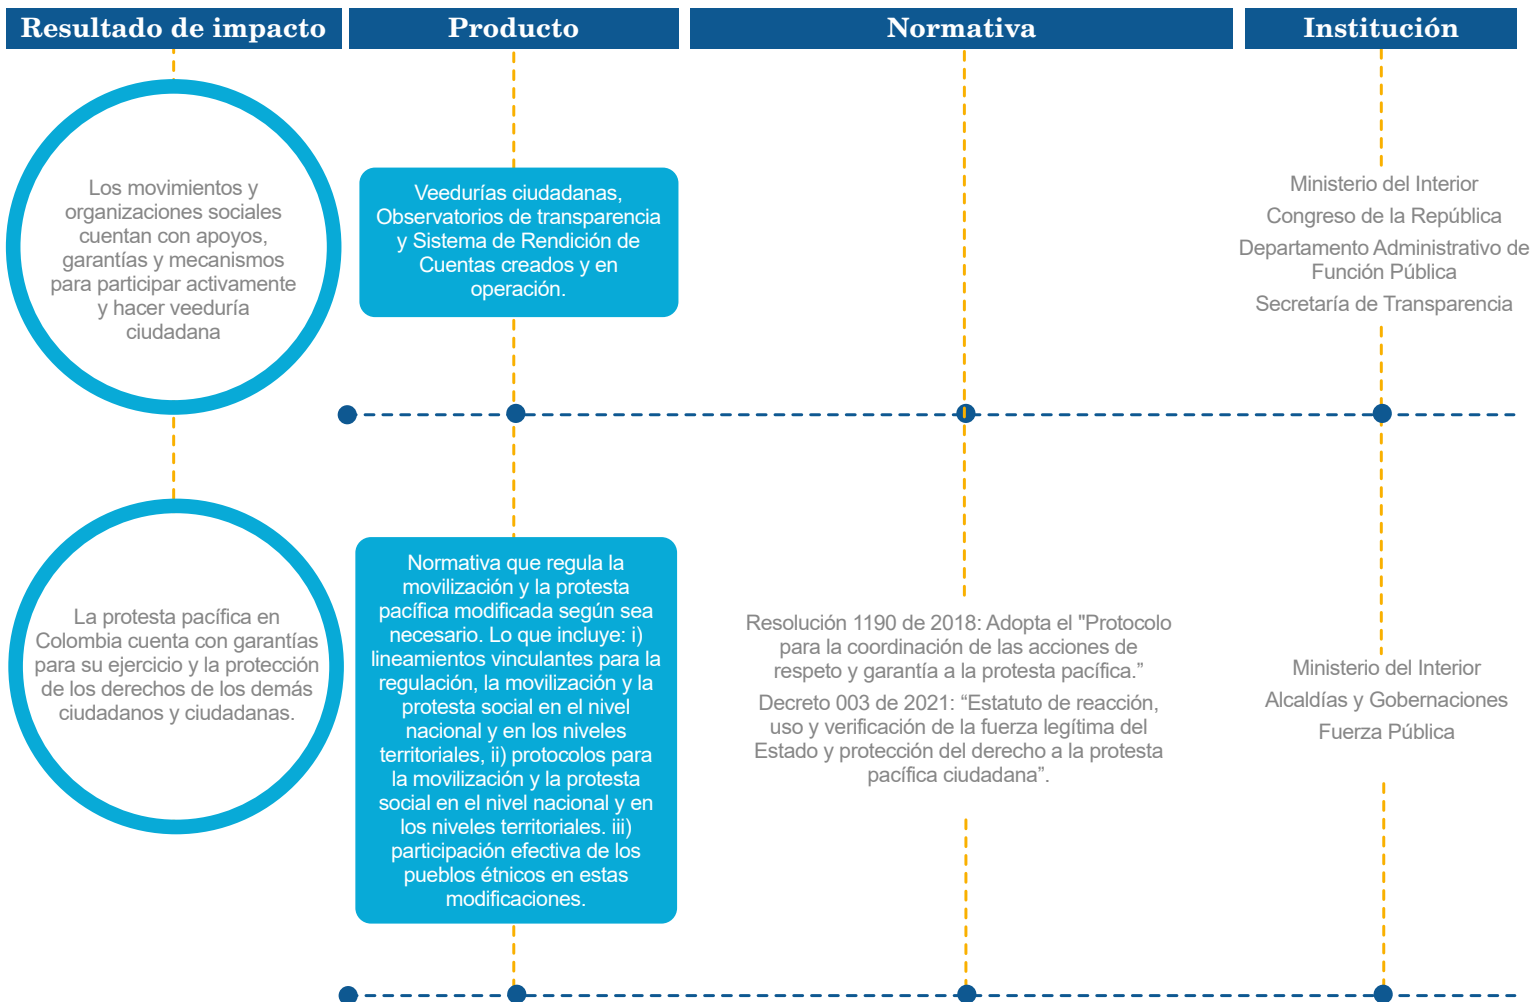 Resultado de impacto
Producto
Normativa
Institución
Los movimientos y
organizaciones sociales
cuentan con apoyos,
garantías y mecanismos
para participar activamente
y hacer veeduría
ciudadana
Veedurías ciudadanas,
Observatorios de transparencia
y Sistema de Rendición de
Cuentas creados y en
operación.
Ministerio del Interior
Congreso de la República
Departamento Administrativo de
Función Pública
Secretaría de Transparencia
La protesta pacífica en
Colombia cuenta con garantías
para su ejercicio y la protección
de los derechos de los demás
ciudadanos y ciudadanas.
Normativa que regula la
movilización y la protesta
pacífica modificada según sea
necesario. Lo que incluye: i)
lineamientos vinculantes para la
regulación, la movilización y la
protesta social en el nivel
nacional y en los niveles
territoriales, ii) protocolos para
la movilización y la protesta
social en el nivel nacional y en
los niveles territoriales. iii)
participación efectiva de los
pueblos étnicos en estas
modificaciones.
Resolución 1190 de 2018: Adopta el "Protocolo
para la coordinación de las acciones de
respeto y garantía a la protesta pacífica.”
Decreto 003 de 2021: “Estatuto de reacción,
uso y verificación de la fuerza legítima del
Estado y protección del derecho a la protesta
pacífica ciudadana”.
Ministerio del Interior
Alcaldías y Gobernaciones
Fuerza Pública